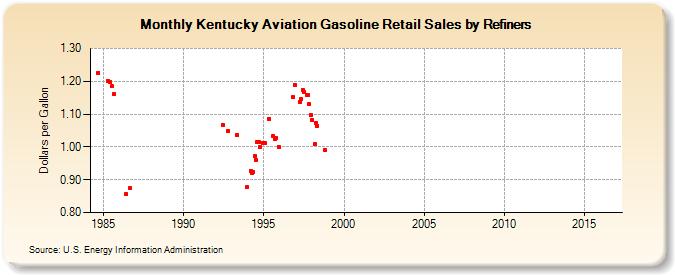 Monthly Kentucky Aviation Gasoline Retail Sales by Refiners
Dollars per Gallon
1.30
1.20
1.10
1.00
0.90
0.80
1985 1990 1995 2000 2005 2010 2015
Source: U.S. Energy Information Administration